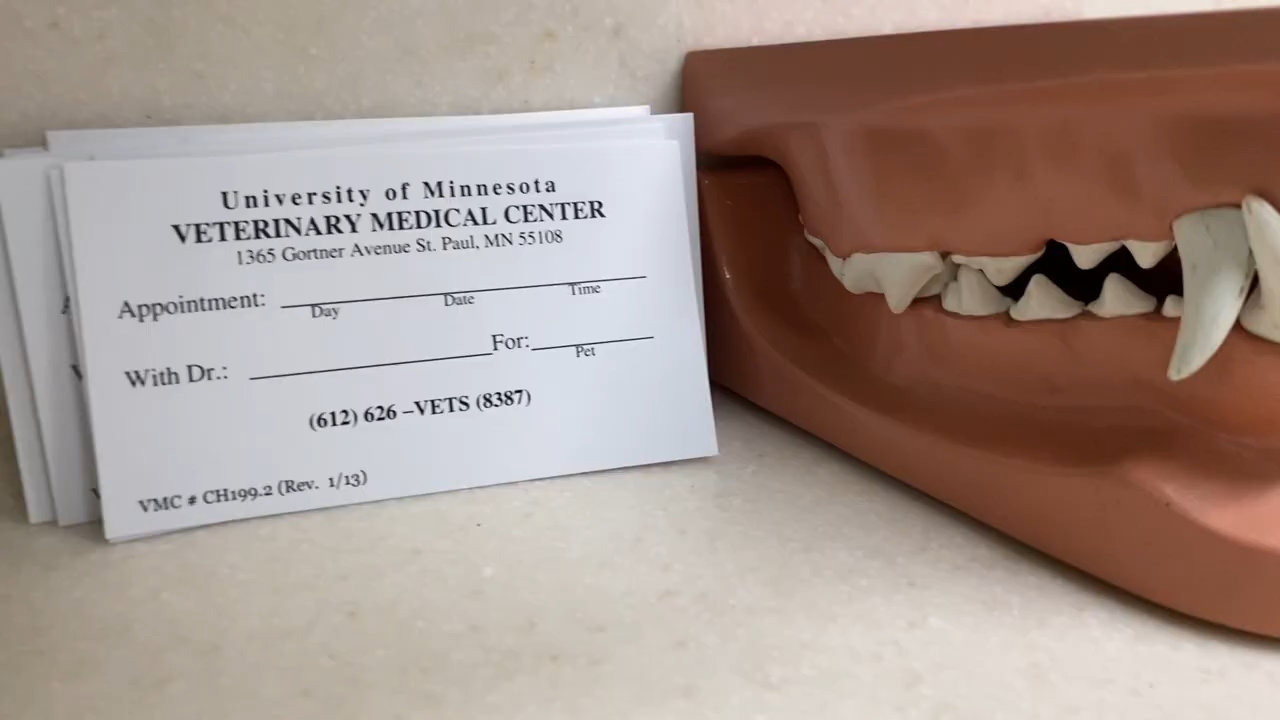 University of Minnesota
VETERINARY MEDICAL CENTER
1365 Gortner Avenue St. Paul, MN 55108
Appointment:
Day Date Time
With Dr.: For:
Pet
(612) 626 –VETS (8387)
VMC # CH199.2 (Rev. 1/13)